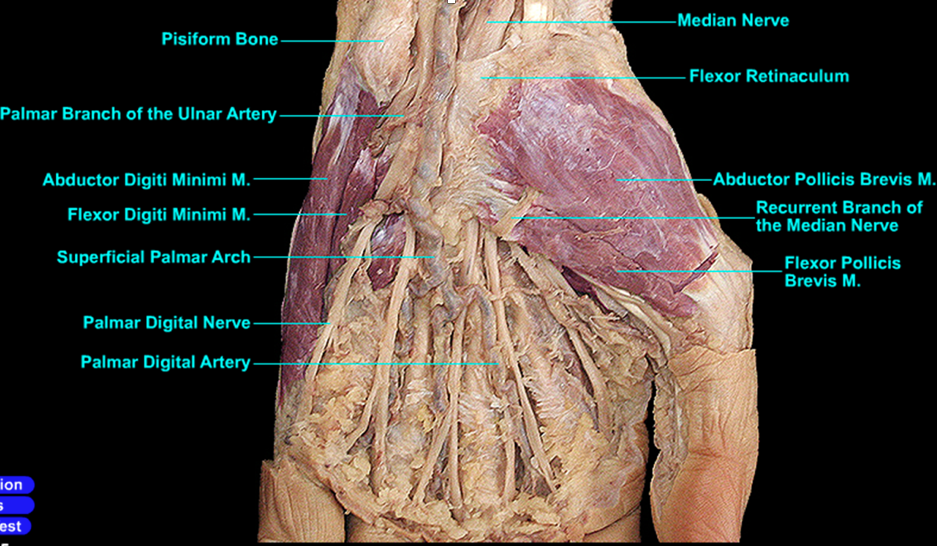 Median Nerve
Pisiform Bone
Flexor Retinaculum
Palmar Branch of the Ulnar Artery
Abductor Digiti Minimi M.
Abductor Pollicis Brevis M.
Flexor Digiti Minimi M.
Recurrent Branch of
the Median Nerve
Superficial Palmar Arch
Flexor Pollicis
Brevis M.
Palmar Digital Nerve
Palmar Digital Artery
ion
s
est